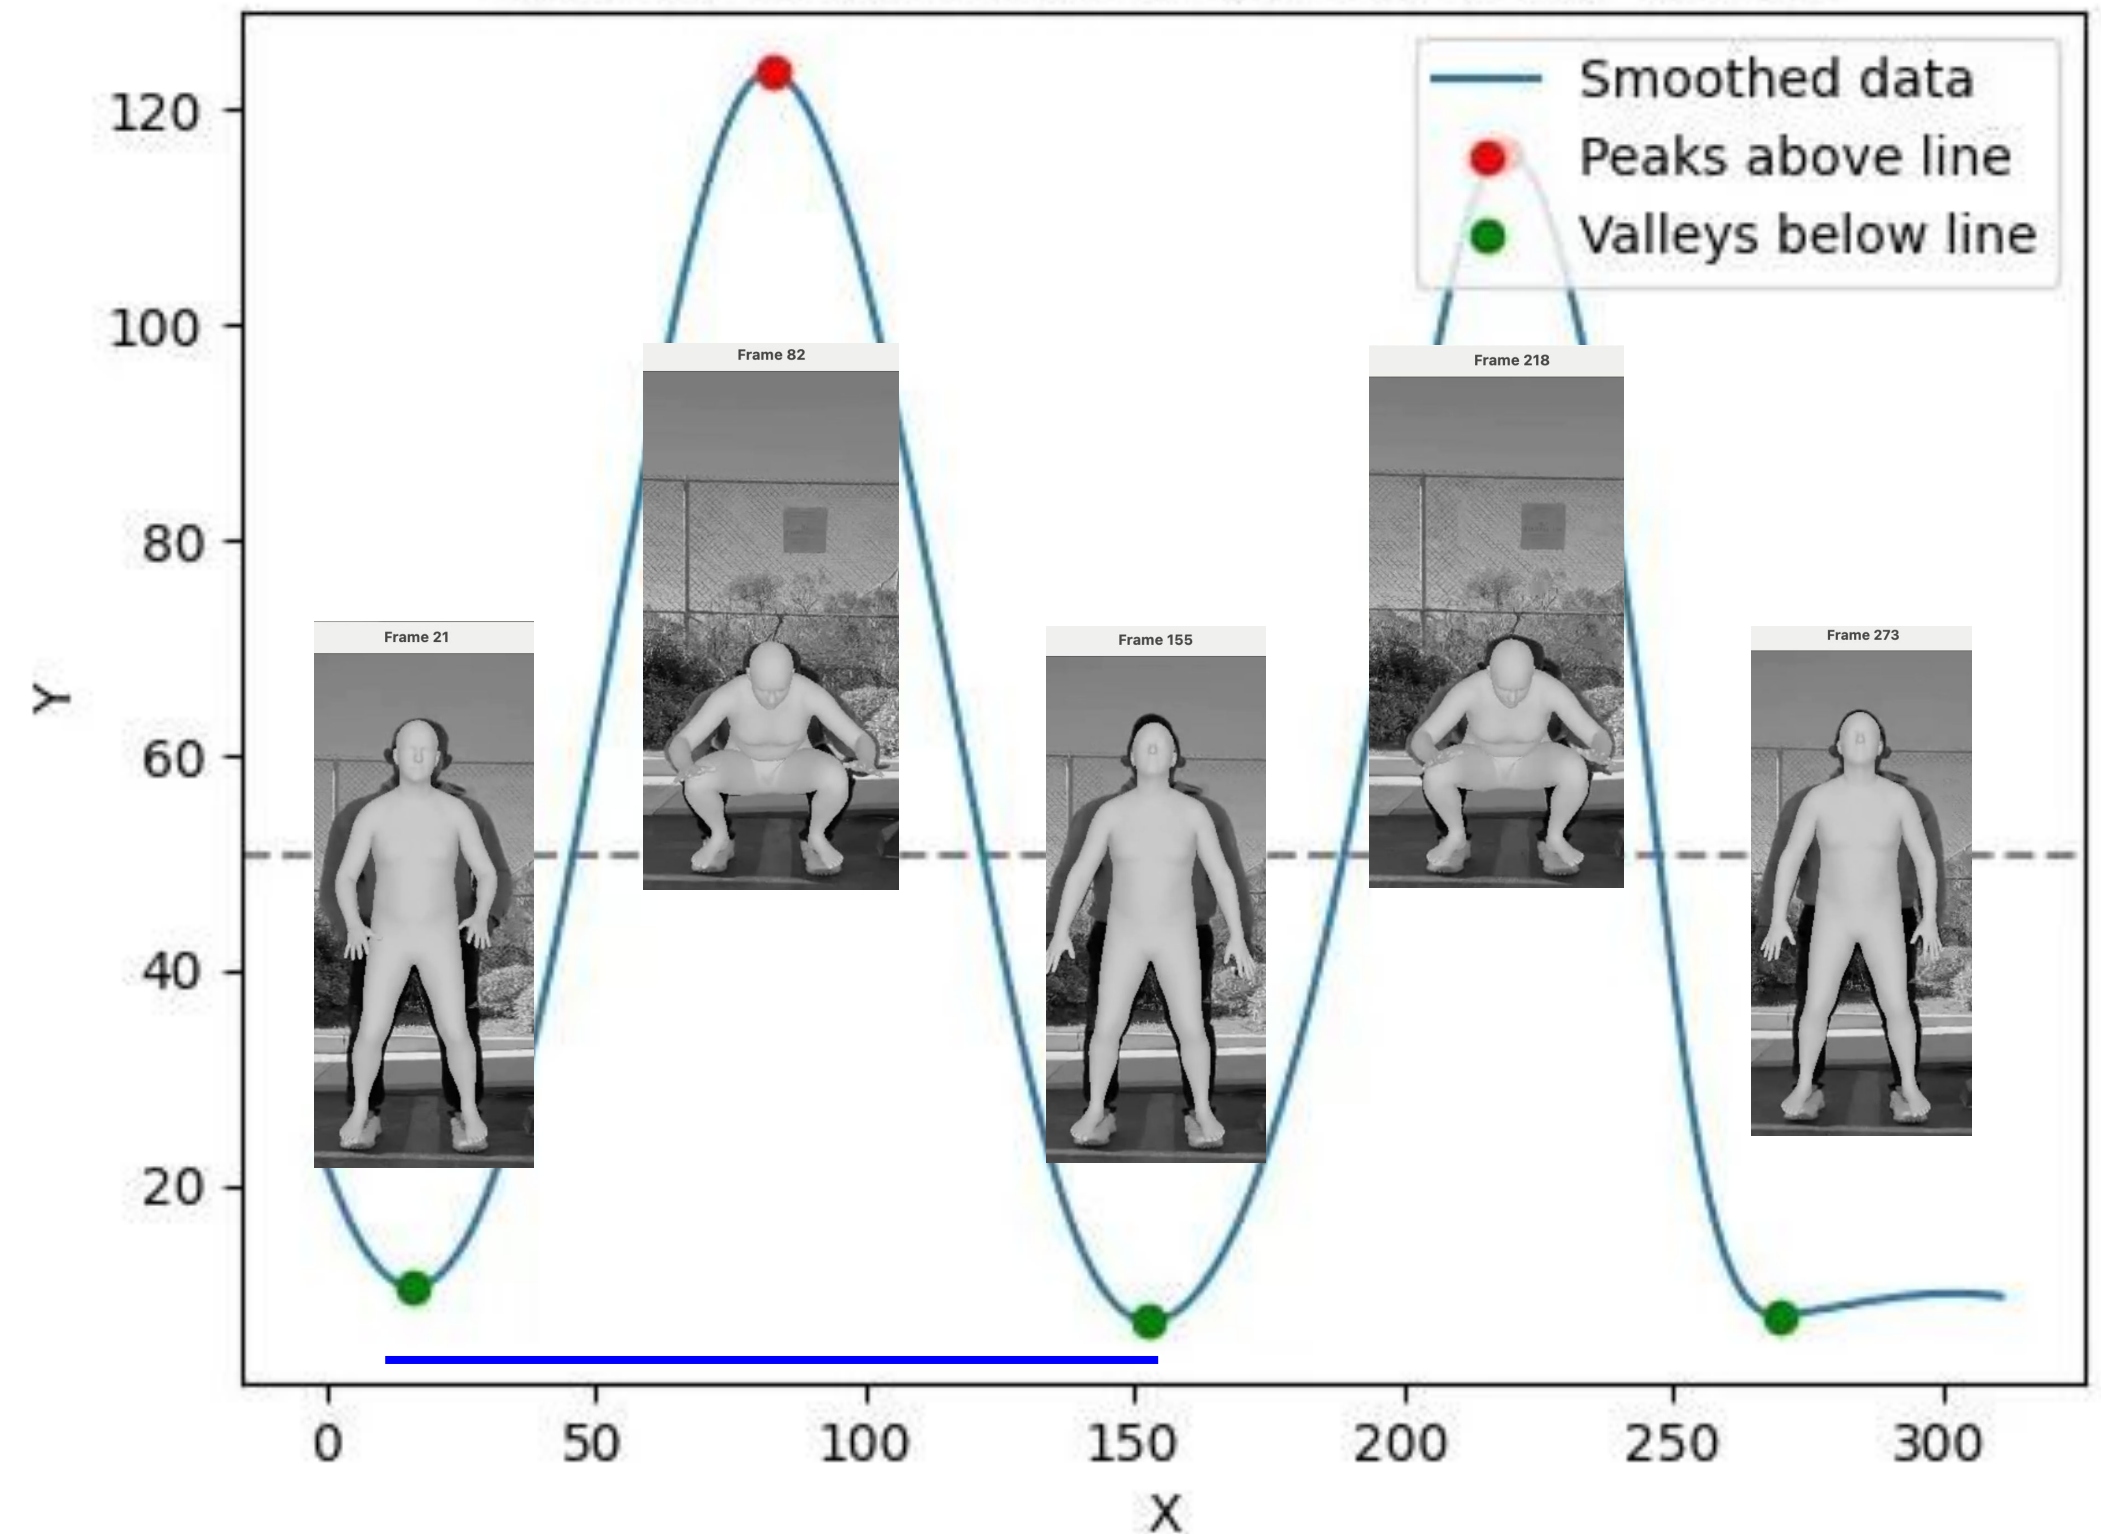 Smoothed data
Peaks above line
Valleys below line
120
100
80
60
40
20
Y
Frame 21
Frame 82
Frame 155
Frame 218
Frame 273
0 50 100 150 200 250 300
X